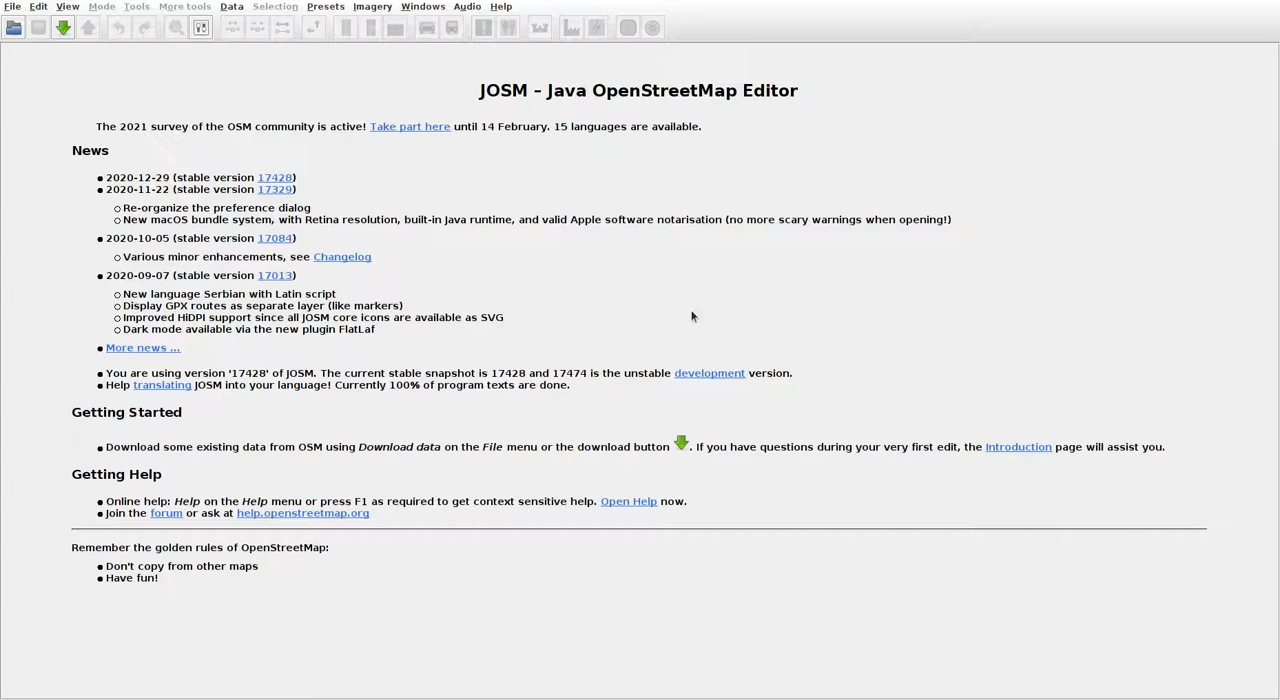 File Edit View Mode Tools More tools Data Selection Presets Imagery Windows Audio Help
JOSM – Java OpenStreetMap Editor
The 2021 survey of the OSM community is active! Take part here until 14 February. 15 languages are available.
News
2020-12-29 (stable version 17428)
2020-11-22 (stable version 17329)
Re-organize the preference dialog
New macOS bundle system, with Retina resolution, built-in Java runtime, and valid Apple software notarisation (no more scary warnings when opening!)
2020-10-05 (stable version 17084)
Various minor enhancements, see Changelog
2020-09-07 (stable version 17013)
New language Serbian with Latin script
Display GPX routes as separate layer (like markers)
Improved HiDPI support since all JOSM core icons are available as SVG
Dark mode available via the new plugin FlatLaf
More news ...
You are using version '17428' of JOSM. The current stable snapshot is 17428 and 17474 is the unstable development version.
Help translating JOSM into your language! Currently 100% of program texts are done.
Getting Started
Download some existing data from OSM using Download data on the File menu or the download button . If you have questions during your very first edit, the Introduction page will assist you.
Getting Help
Online help: Help on the Help menu or press F1 as required to get context sensitive help. Open Help now.
Join the forum or ask at help.openstreetmap.org
Remember the golden rules of OpenStreetMap:
Don't copy from other maps
Have fun!